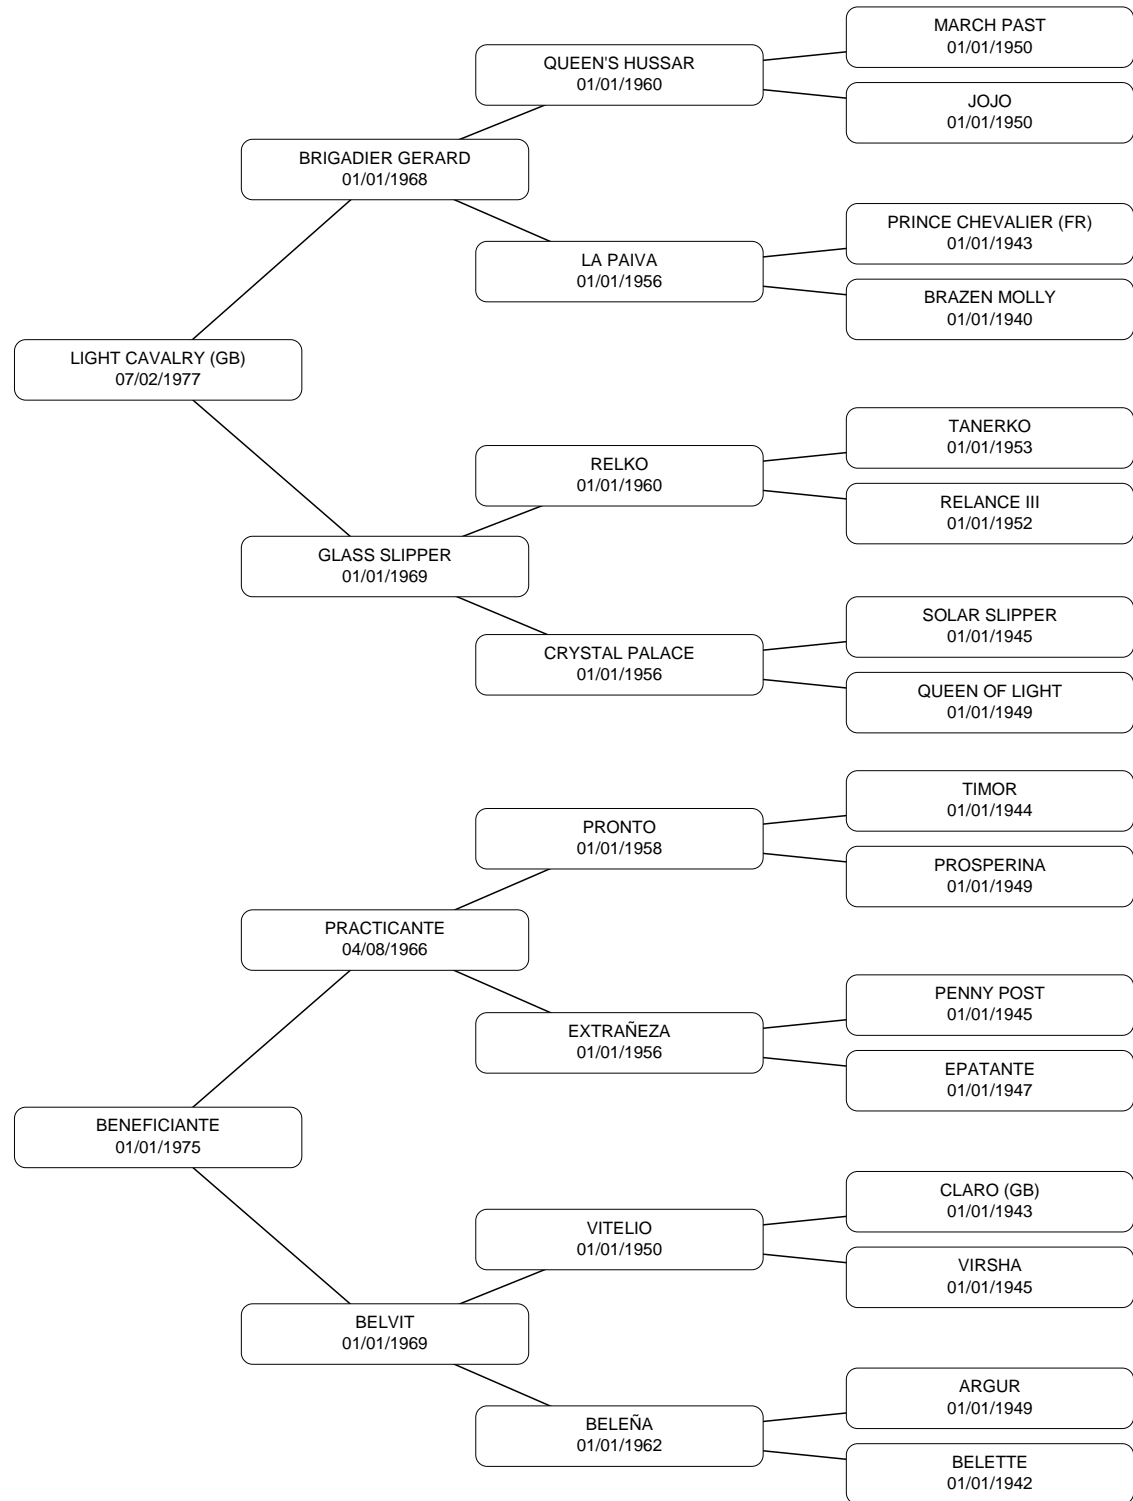 MARCH PAST
01/01/1950
QUEEN'S HUSSAR
01/01/1960
JOJO
01/01/1950
BRIGADIER GERARD
01/01/1968
PRINCE CHEVALIER (FR)
01/01/1943
LA PAIVA
01/01/1956
BRAZEN MOLLY
01/01/1940
LIGHT CAVALRY (GB)
07/02/1977
TANERKO
01/01/1953
RELKO
01/01/1960
RELANCE III
01/01/1952
GLASS SLIPPER
01/01/1969
SOLAR SLIPPER
01/01/1945
CRYSTAL PALACE
01/01/1956
QUEEN OF LIGHT
01/01/1949
TIMOR
01/01/1944
PRONTO
01/01/1958
PROSPERINA
01/01/1949
PRACTICANTE
04/08/1966
PENNY POST
01/01/1945
EXTRAÑEZA
01/01/1956
EPATANTE
01/01/1947
BENEFICIANTE
01/01/1975
CLARO (GB)
01/01/1943
VITELIO
01/01/1950
VIRSHA
01/01/1945
BELVIT
01/01/1969
ARGUR
01/01/1949
BELEÑA
01/01/1962
BELETTE
01/01/1942